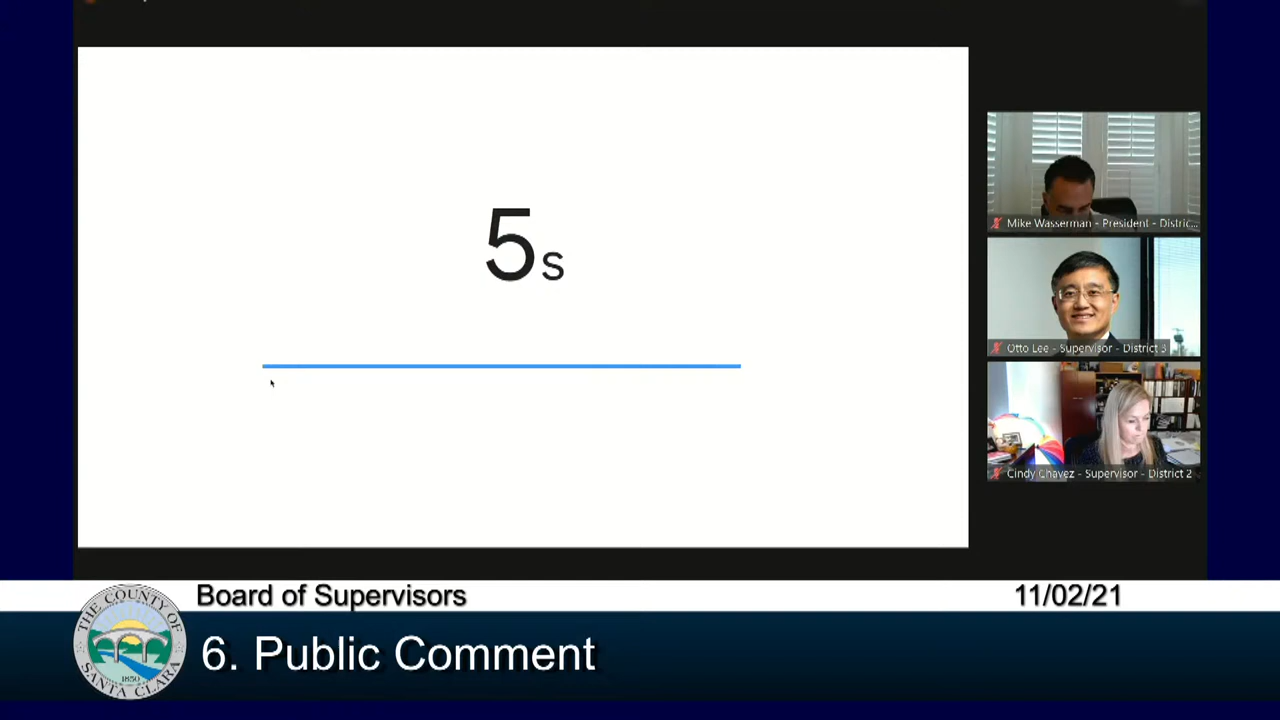 5s
Mike Wasserman - President - Distric...
Otto Lee - Supervisor - District 3
Cindy Chavez - Supervisor - District 2
Board of Supervisors
11/02/21
6. Public Comment
THE COUNTY OF
1850
SANTA CLARA